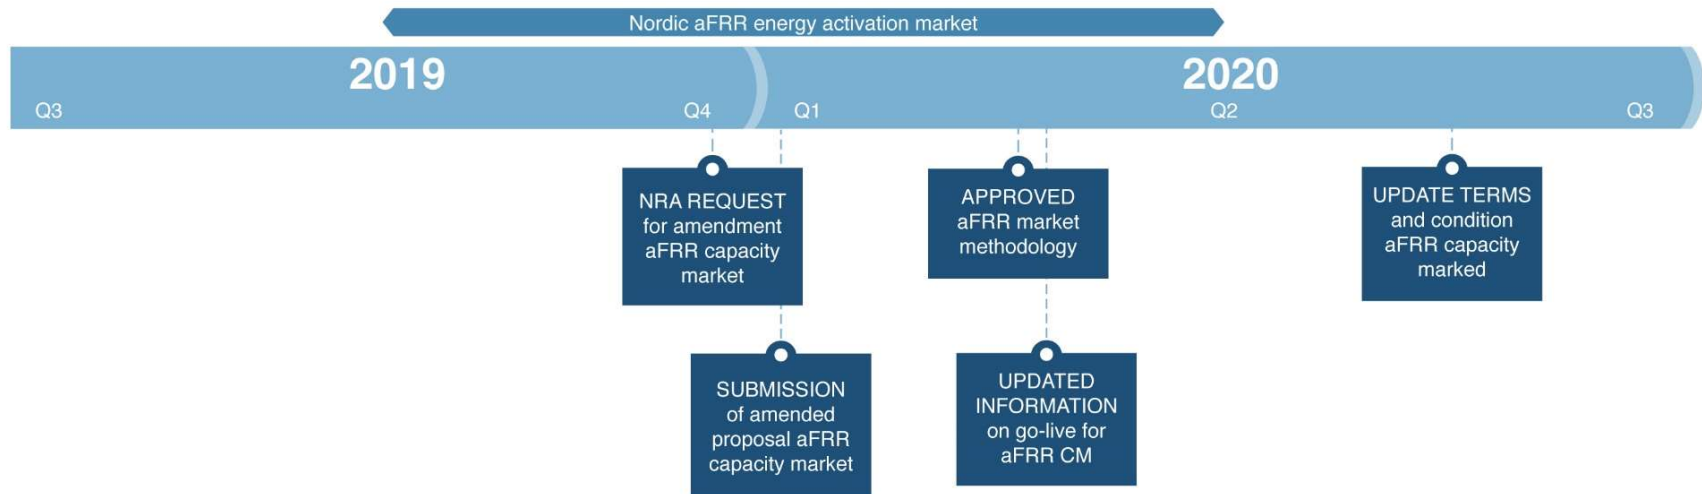 Nordic aFRR energy activation market
2019
2020
Q3
Q4
Q1
Q2
Q3
NRA REQUEST
for amendment
aFRR capacity
market
SUBMISSION
of amended
proposal aFRR
capacity market
APPROVED
aFRR market
methodology
UPDATED
INFORMATION
on go-live for
aFRR CM
UPDATE TERMS
and condition
aFRR capacity
marked